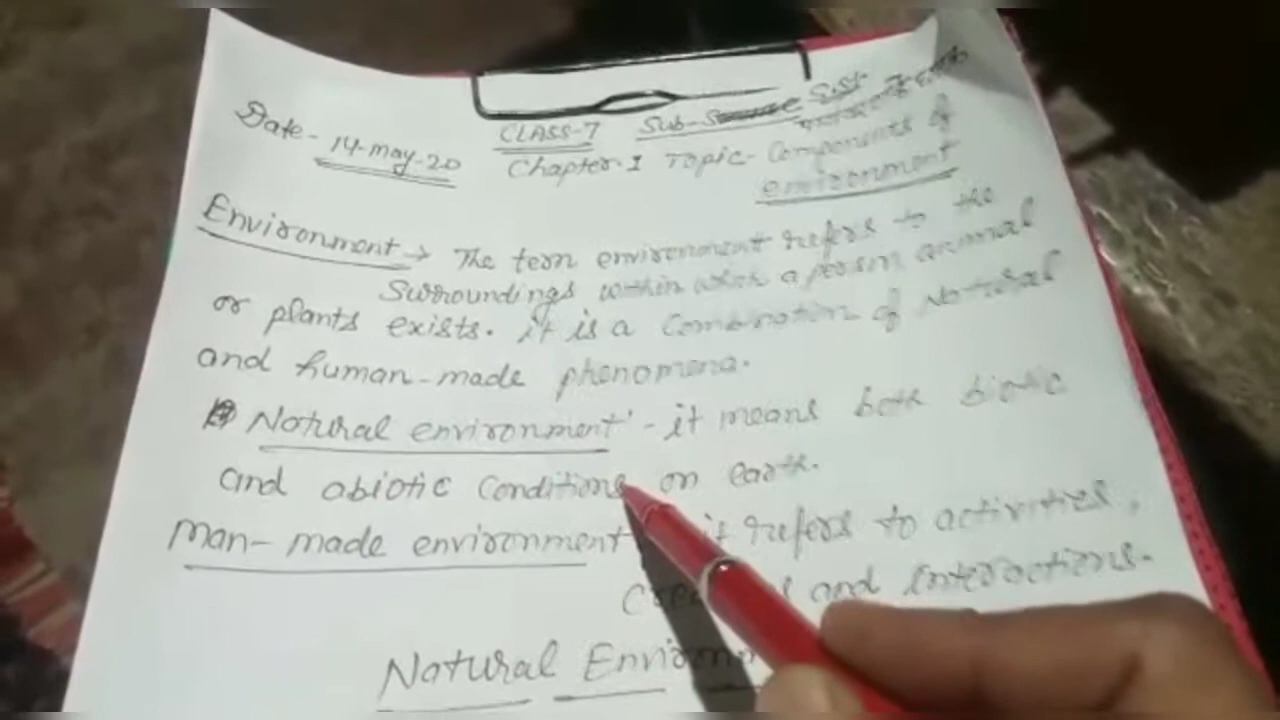 Date- 14-may-20 CLASS-7 Sub- S.St
Chapter-1 Topic- Components of
environment
Environment → The tern environment refers to the
Surroundings within which a person animal
or plants exists. it is a Combination of Natural
and human-made phenomena.
Natural environment - it means both biotic
and abiotic Conditions on earth.
Man-made environment it refers to activities,
and interactions.
Natural Environm